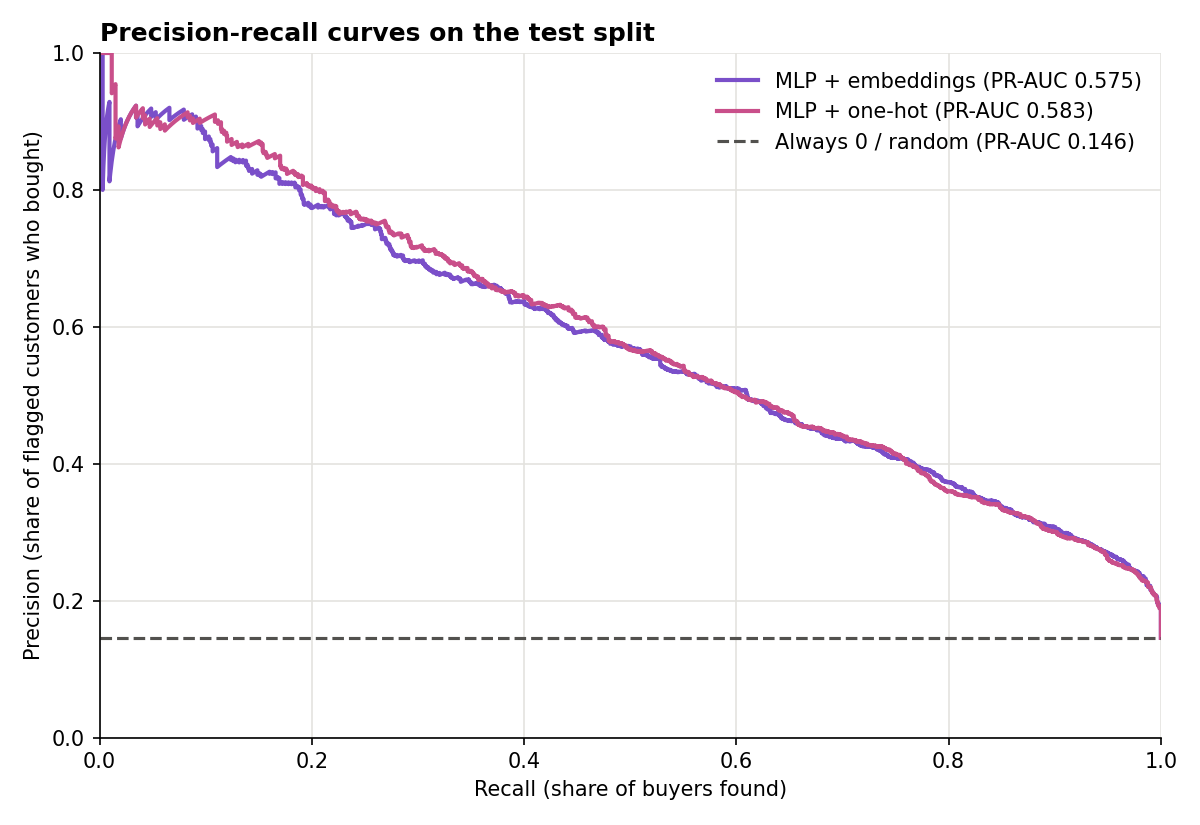 Precision-recall curves on the test split
MLP + embeddings (PR-AUC 0.575)
MLP + one-hot (PR-AUC 0.583)
Always 0 / random (PR-AUC 0.146)
Precision (share of flagged customers who bought)
1.0
0.8
0.6
0.4
0.2
0.0
0.0 0.2 0.4 0.6 0.8 1.0
Recall (share of buyers found)